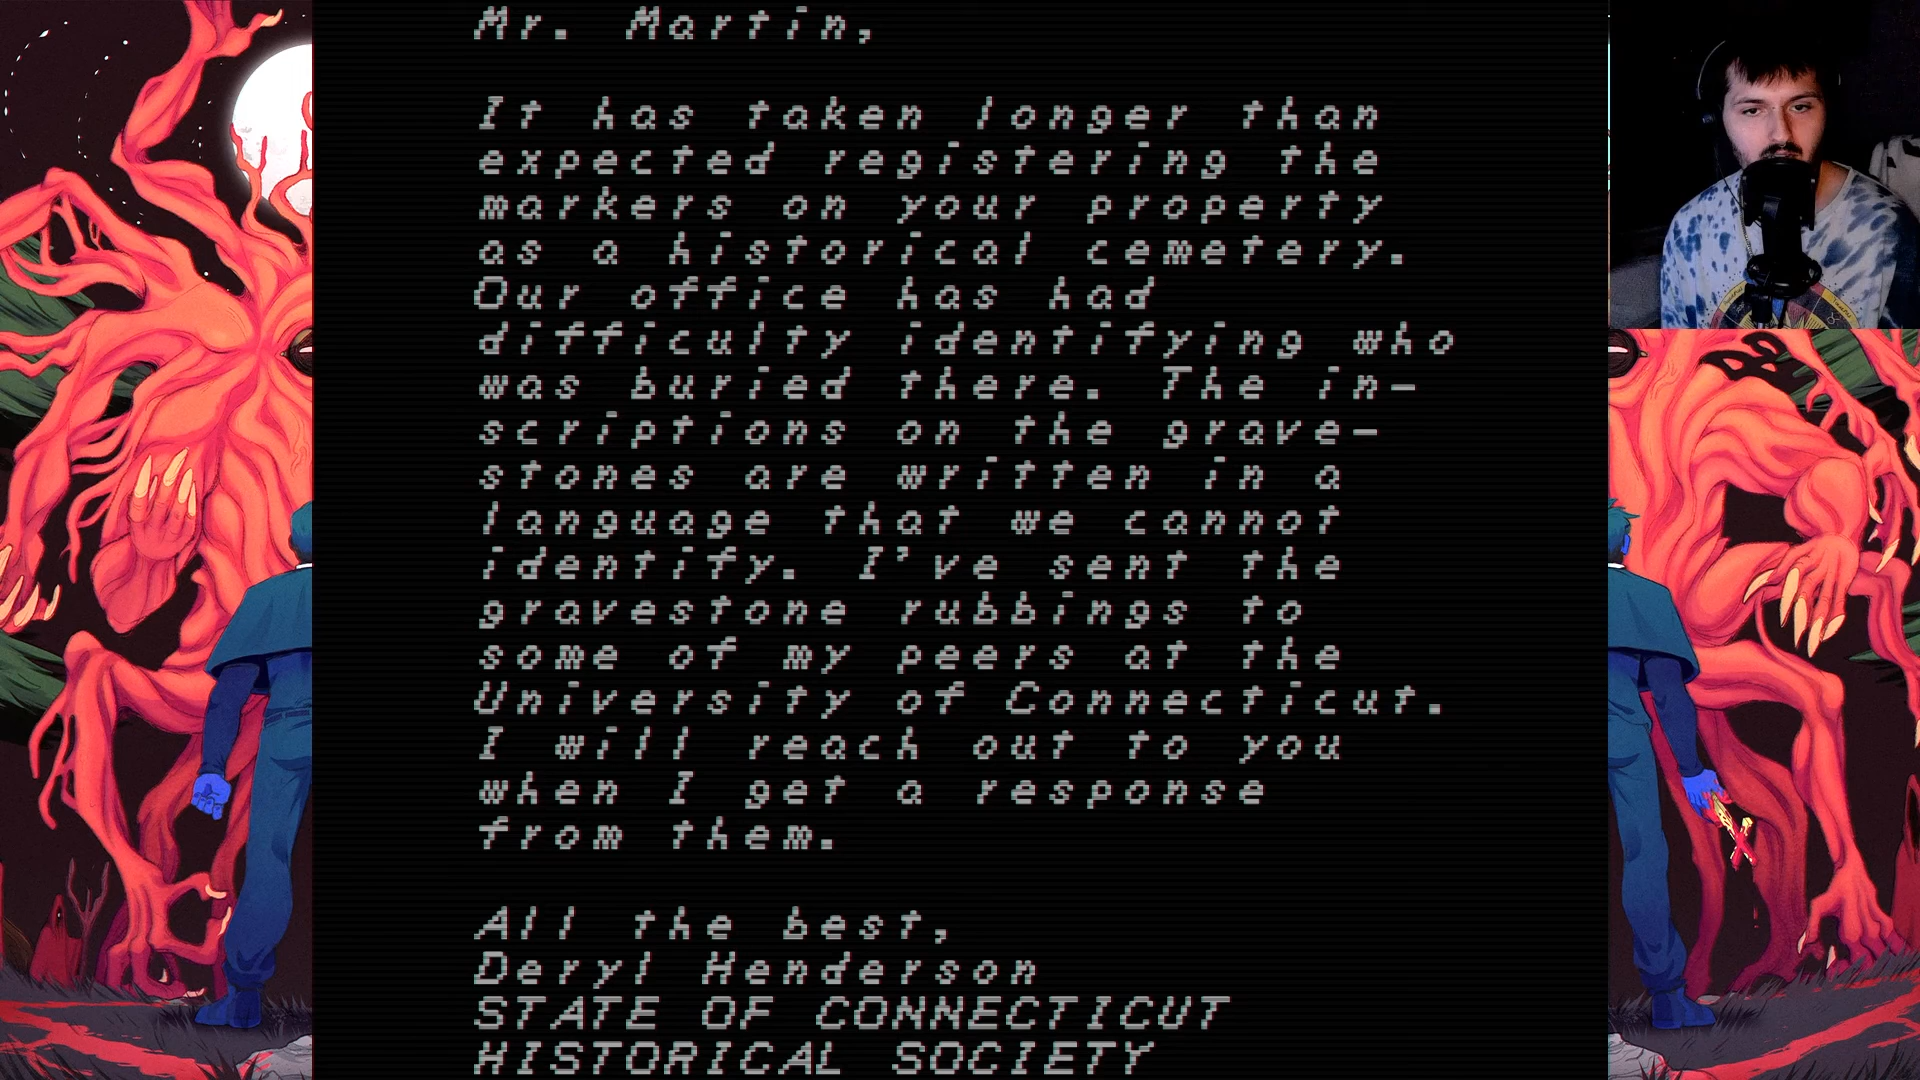 Mr. Martin,
It has taken longer than
expected registering the
markers on your property
as a historical cemetery.
Our office has had
difficulty identifying who
was buried there. The in-
scriptions on the grave-
stones are written in a
language that we cannot
identify. I've sent the
gravestone rubbings to
some of my peers at the
University of Connecticut.
I will reach out to you
when I get a response
from them.
All the best,
Deryl Henderson
STATE OF CONNECTICUT
HISTORICAL SOCIETY